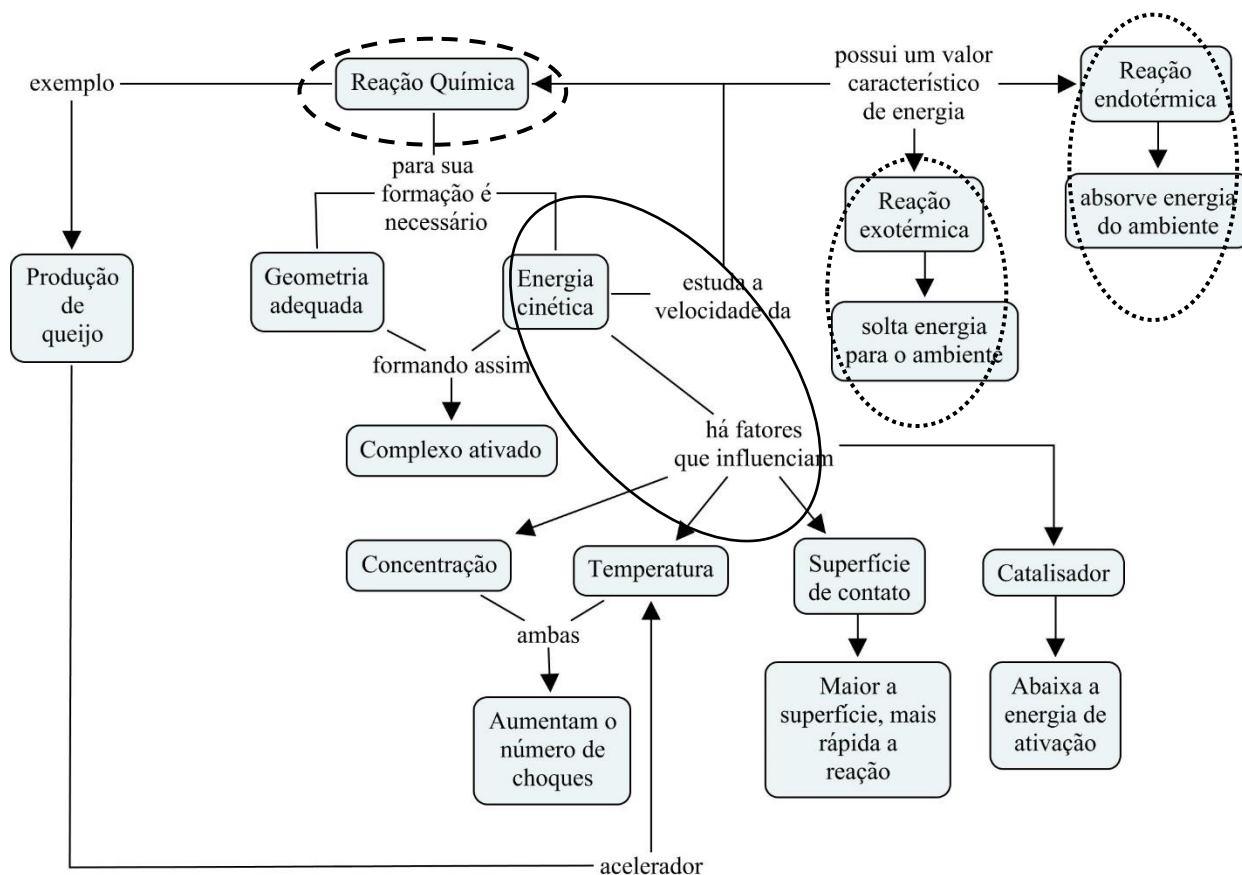 exemplo
Reação Química
possui um valor
característico
de energia
Reação
endotérmica
para sua
formação é
necessário
Reação
exotérmica
absorve energia
do ambiente
Produção
de
queijo
Geometria
adequada
Energia
cinética
estuda a
velocidade da
solta energia
para o ambiente
formando assim
Complexo ativado
há fatores
que influenciam
Concentração
Temperatura
Superfície
de contato
Catalisador
ambas
Aumentam o
número de
choques
Maior a
superfície, mais
rápida a
reação
Abaixa a
energia de
ativação
acelerador